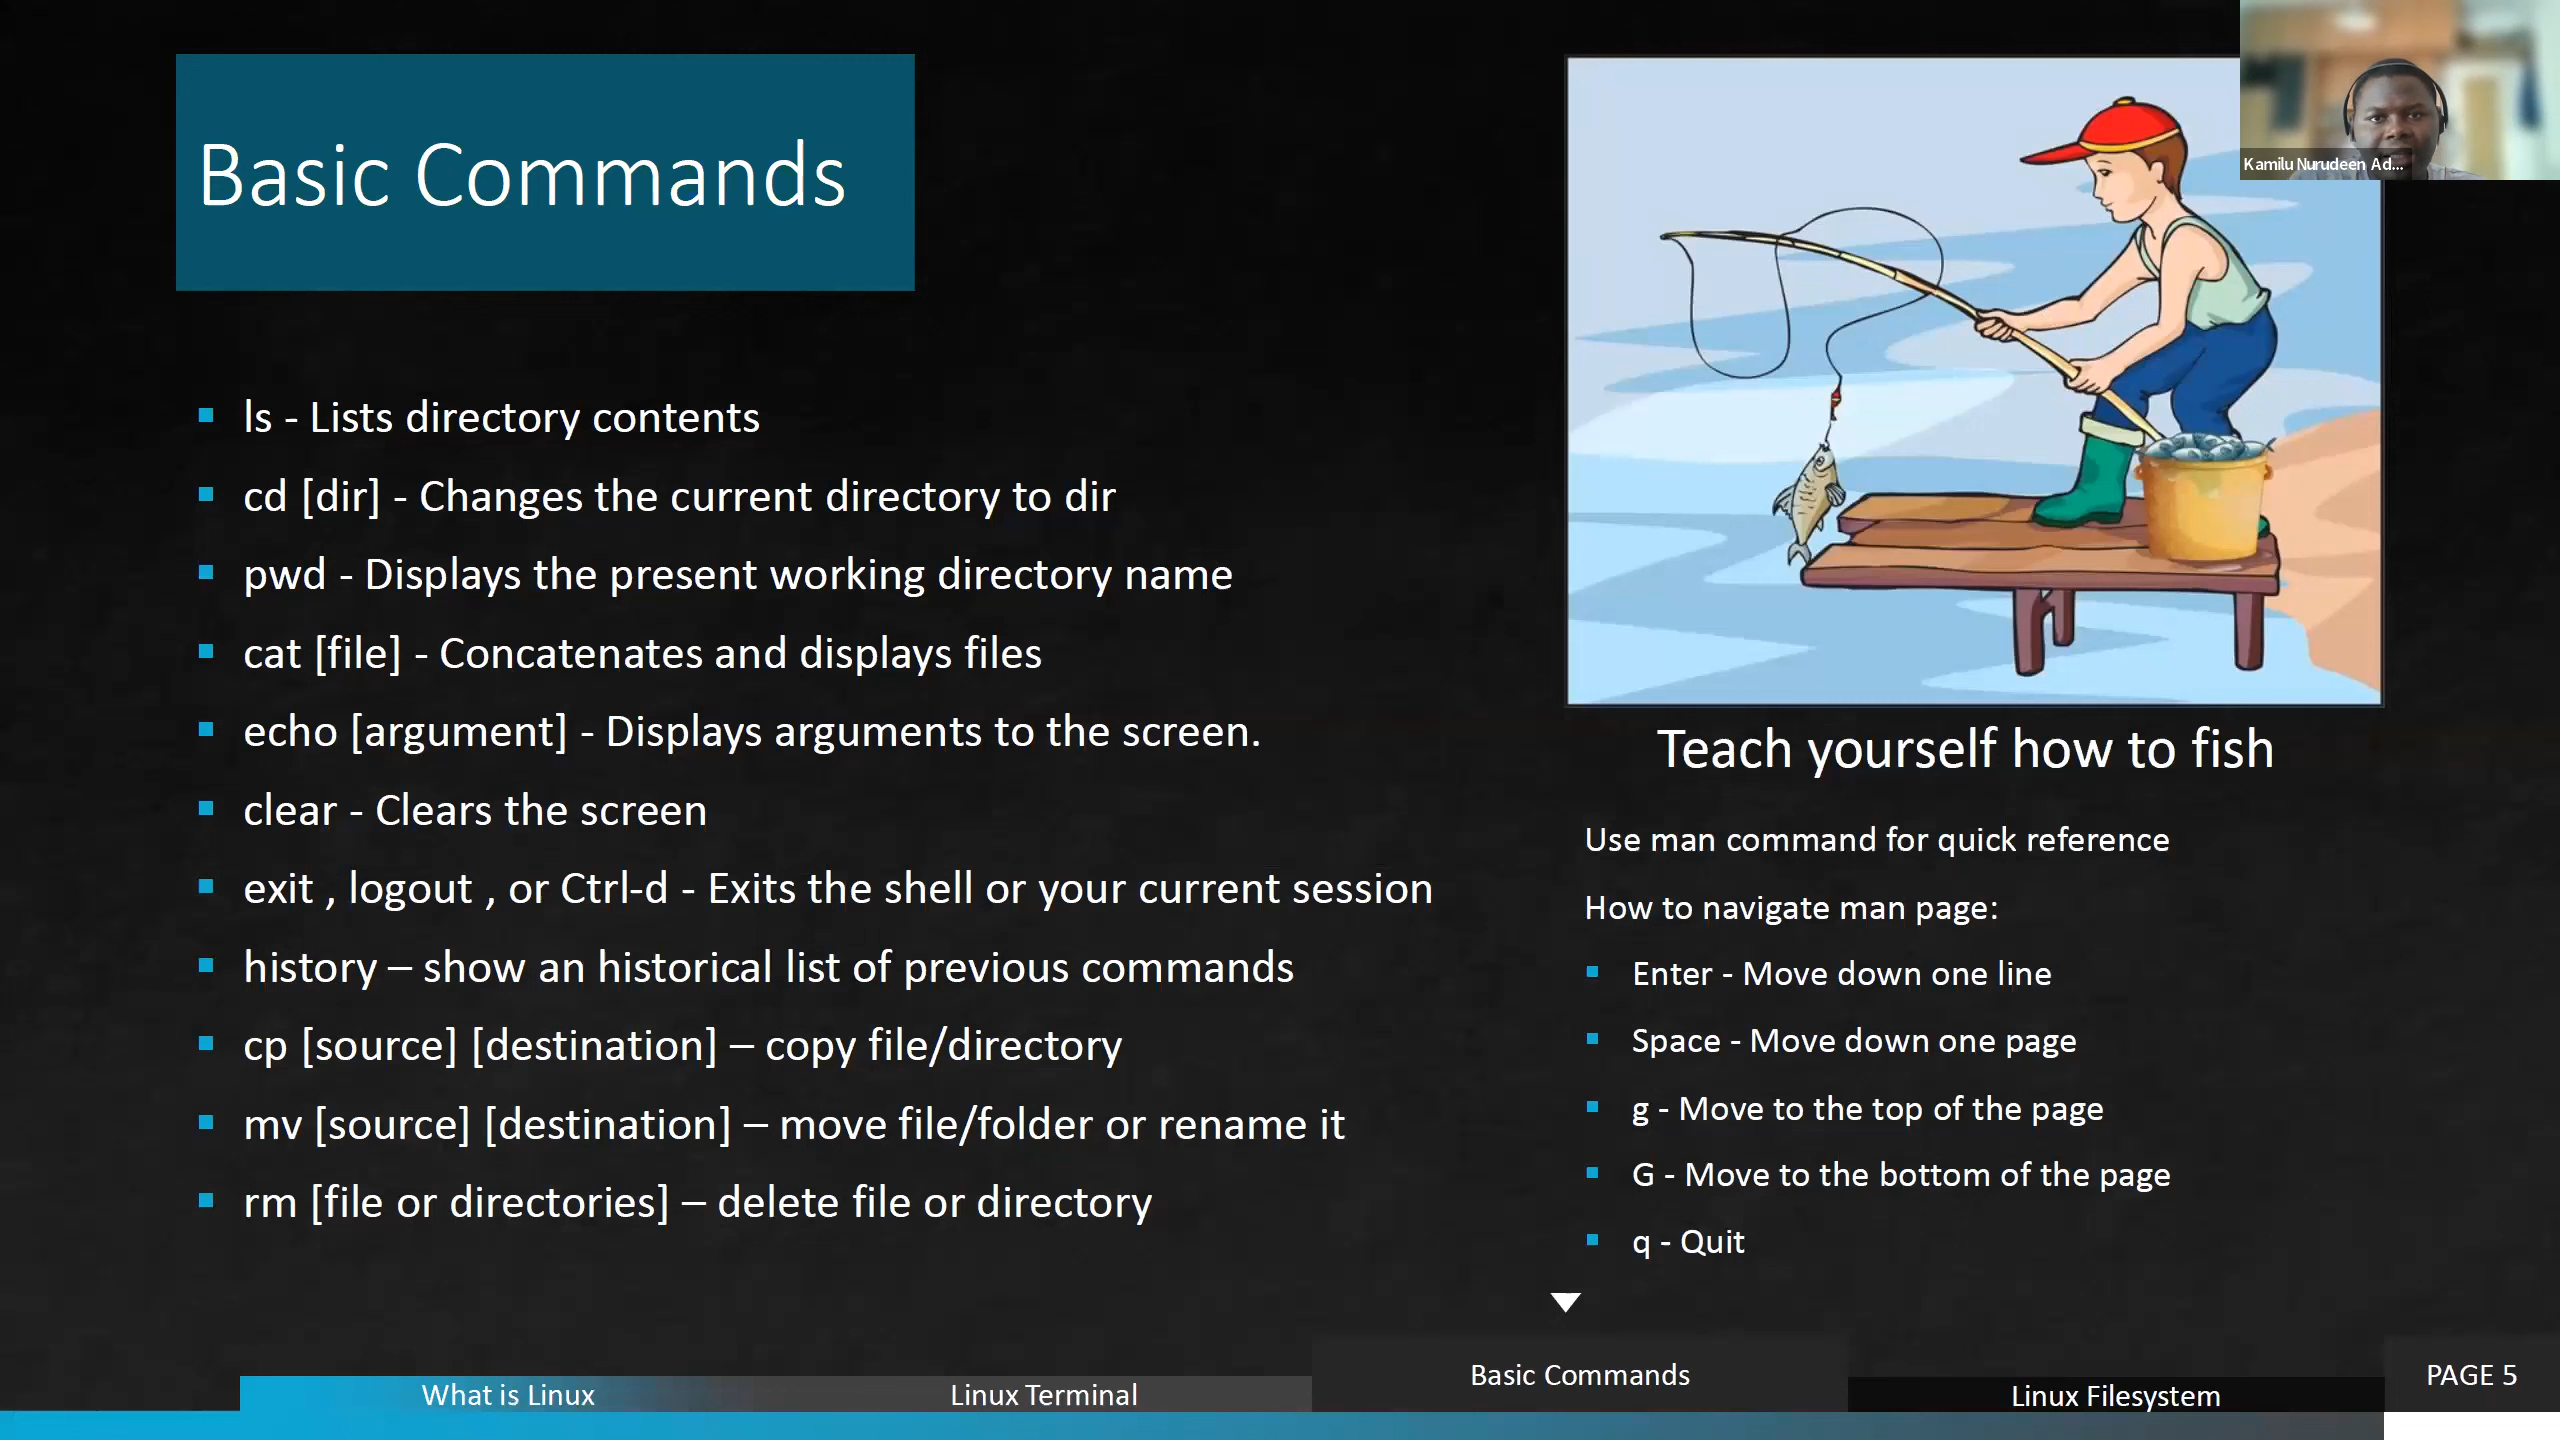 Basic Commands
ls - Lists directory contents
cd [dir] - Changes the current directory to dir
pwd - Displays the present working directory name
cat [file] - Concatenates and displays files
echo [argument] - Displays arguments to the screen.
clear - Clears the screen
exit , logout , or Ctrl-d - Exits the shell or your current session
history – show an historical list of previous commands
cp [source] [destination] – copy file/directory
mv [source] [destination] – move file/folder or rename it
rm [file or directories] – delete file or directory
Kamilu Nurudeen Ad...
Teach yourself how to fish
Use man command for quick reference
How to navigate man page:
Enter - Move down one line
Space - Move down one page
g - Move to the top of the page
G - Move to the bottom of the page
q - Quit
What is Linux
Linux Terminal
Basic Commands
Linux Filesystem
PAGE 5